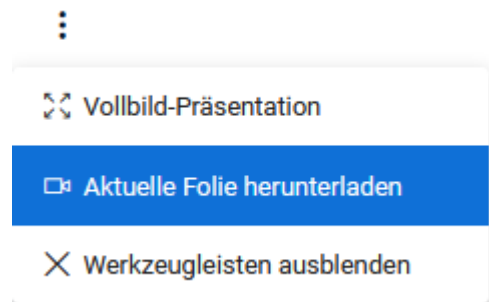 Vollbild-Präsentation
Aktuelle Folie herunterladen
Werkzeugleisten ausblenden